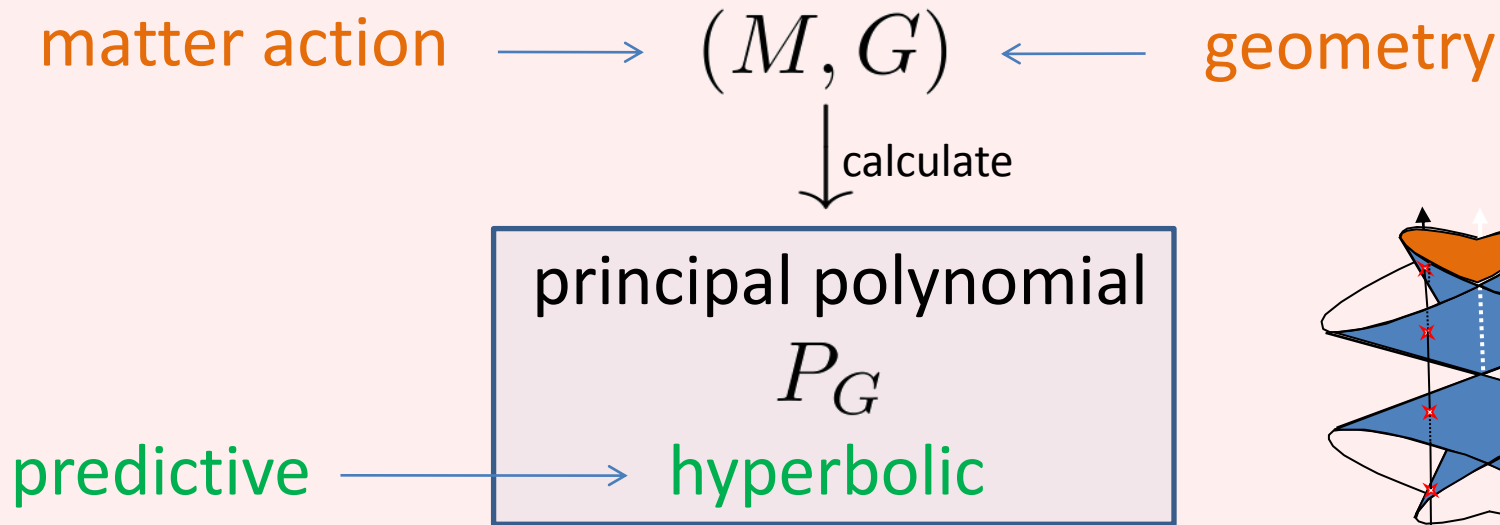 matter action (M, G) geometry
calculate
principal polynomial
P_G
predictive hyperbolic